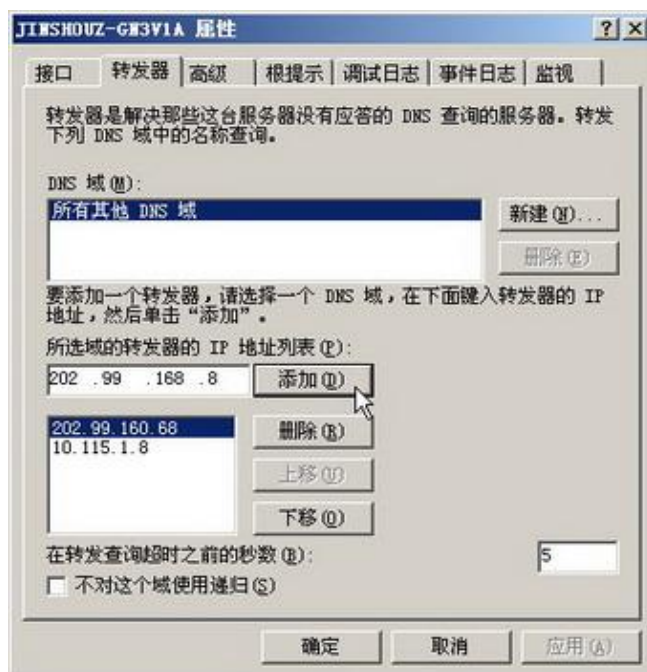 JINSHOUZ-GN3V1A 属性
接口 转发器 高级 根提示 调试日志 事件日志 监视
转发器是解决那些这台服务器没有应答的 DNS 查询的服务器。转发
下列 DNS 域中的名称查询。
DNS 域(M):
所有其他 DNS 域
新建(N)...
删除(E)
要添加一个转发器，请选择一个 DNS 域，在下面键入转发器的 IP
地址，然后单击“添加”。
所选域的转发器的 IP 地址列表(P):
202 .99 .168 .8 添加(D)
202.99.160.68 删除(R)
10.115.1.8
上移(U)
下移(O)
在转发查询超时之前的秒数(B): 5
不对这个域使用递归(S)
确定 取消 应用(A)